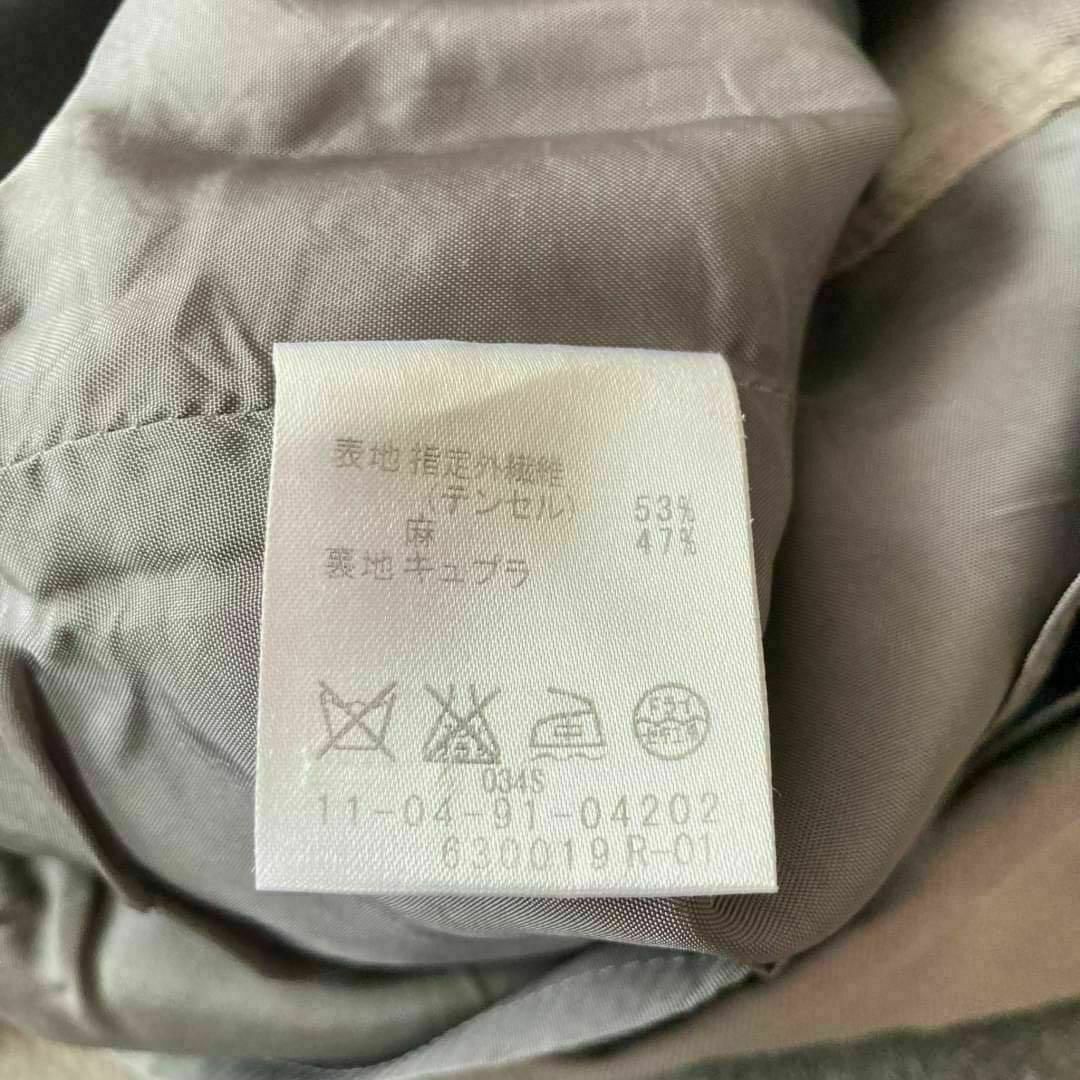 表地 指定外繊維
(テンセル) 53%
麻 47%
裏地 キュプラ
034S
11-04-91-04202
630019 R-01